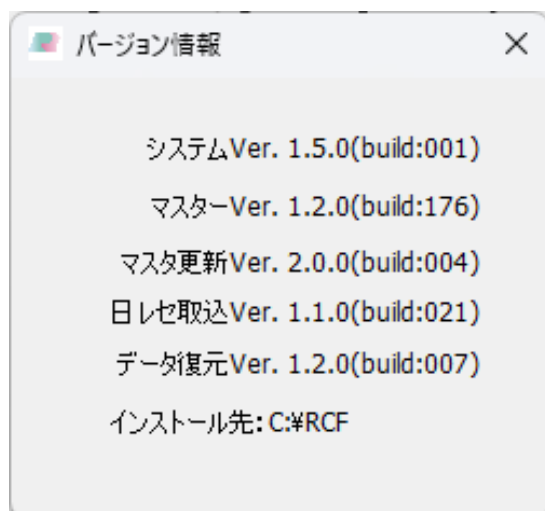 バージョン情報
システムVer. 1.5.0(build:001)
マスターVer. 1.2.0(build:176)
マスタ更新Ver. 2.0.0(build:004)
日レセ取込Ver. 1.1.0(build:021)
データ復元Ver. 1.2.0(build:007)
インストール先: C:¥RCF